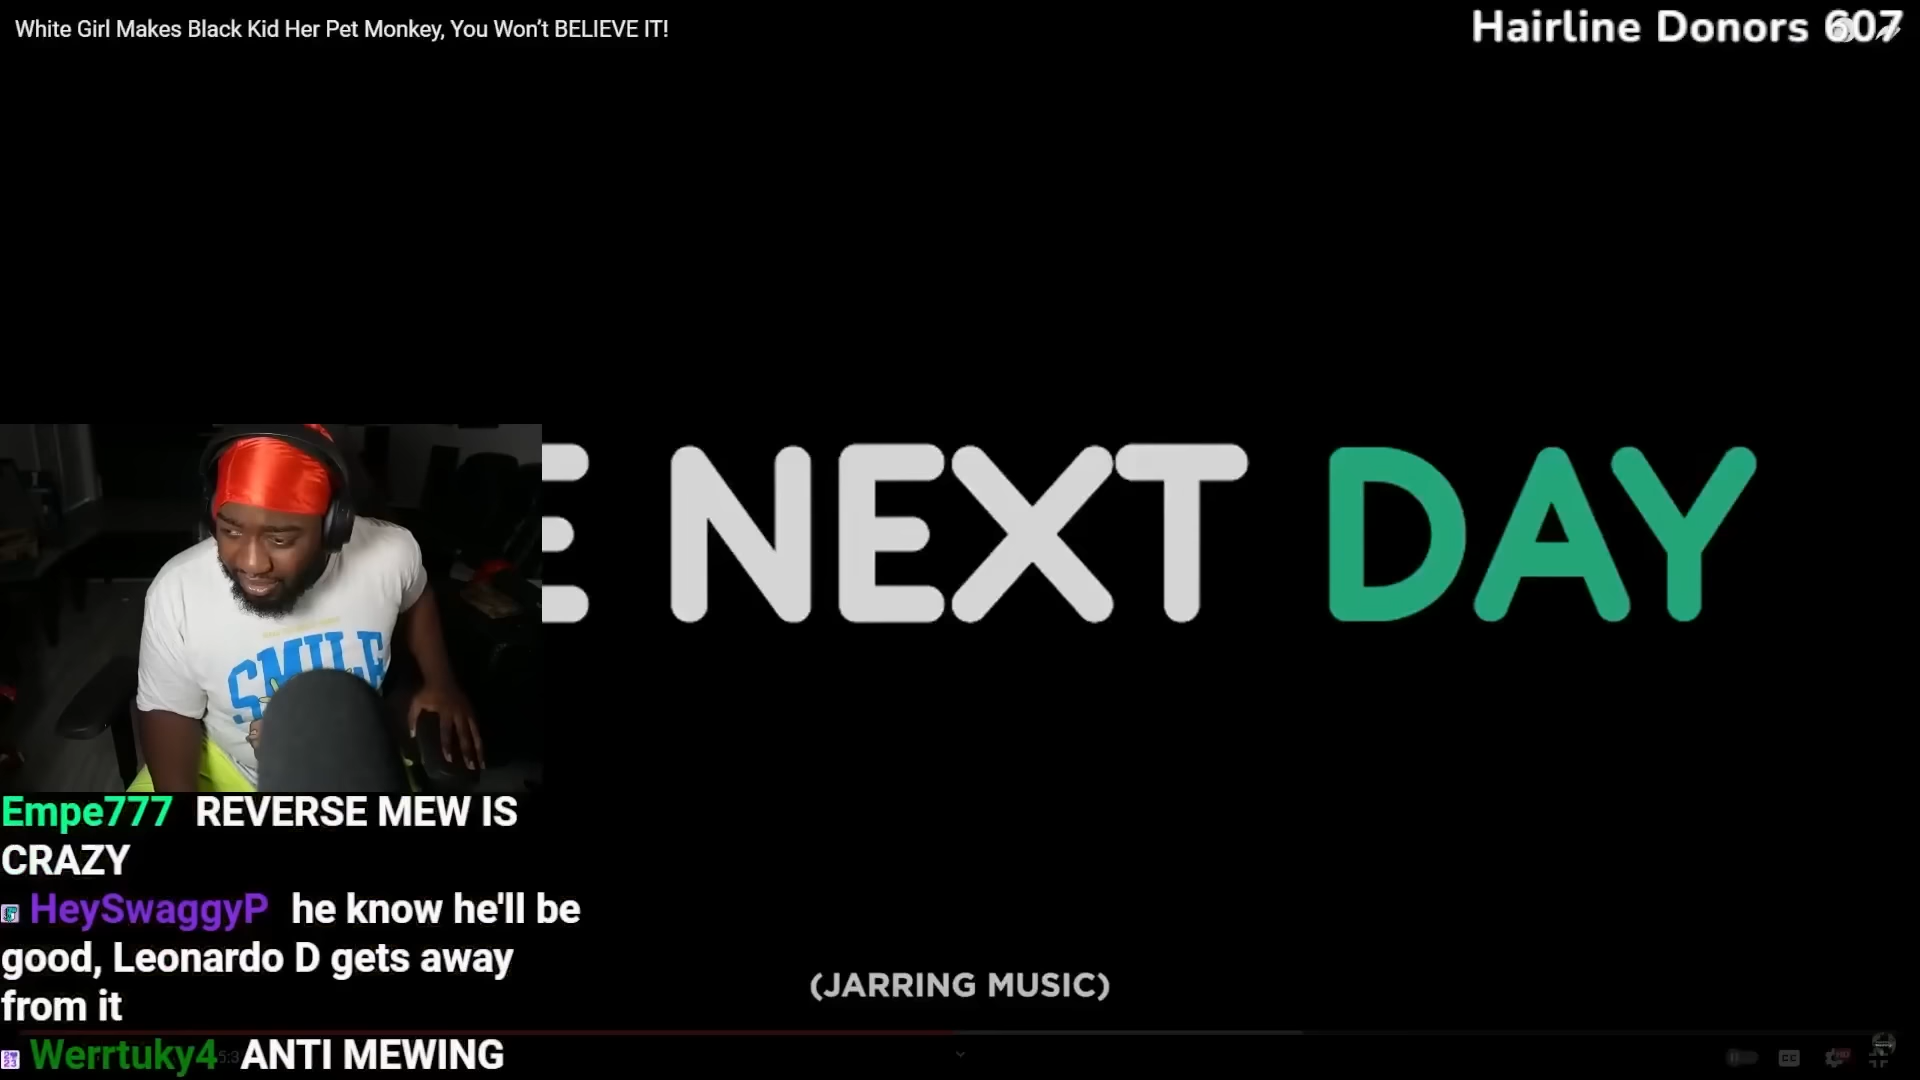 White Girl Makes Black Kid Her Pet Monkey, You Won’t BELIEVE IT!
Hairline Donors 607
E NEXT DAY
SMILE
Empe777 REVERSE MEW IS
CRAZY
HeySwaggyP he know he'll be
good, Leonardo D gets away
from it
(JARRING MUSIC)
Werrtuky4 ANTI MEWING